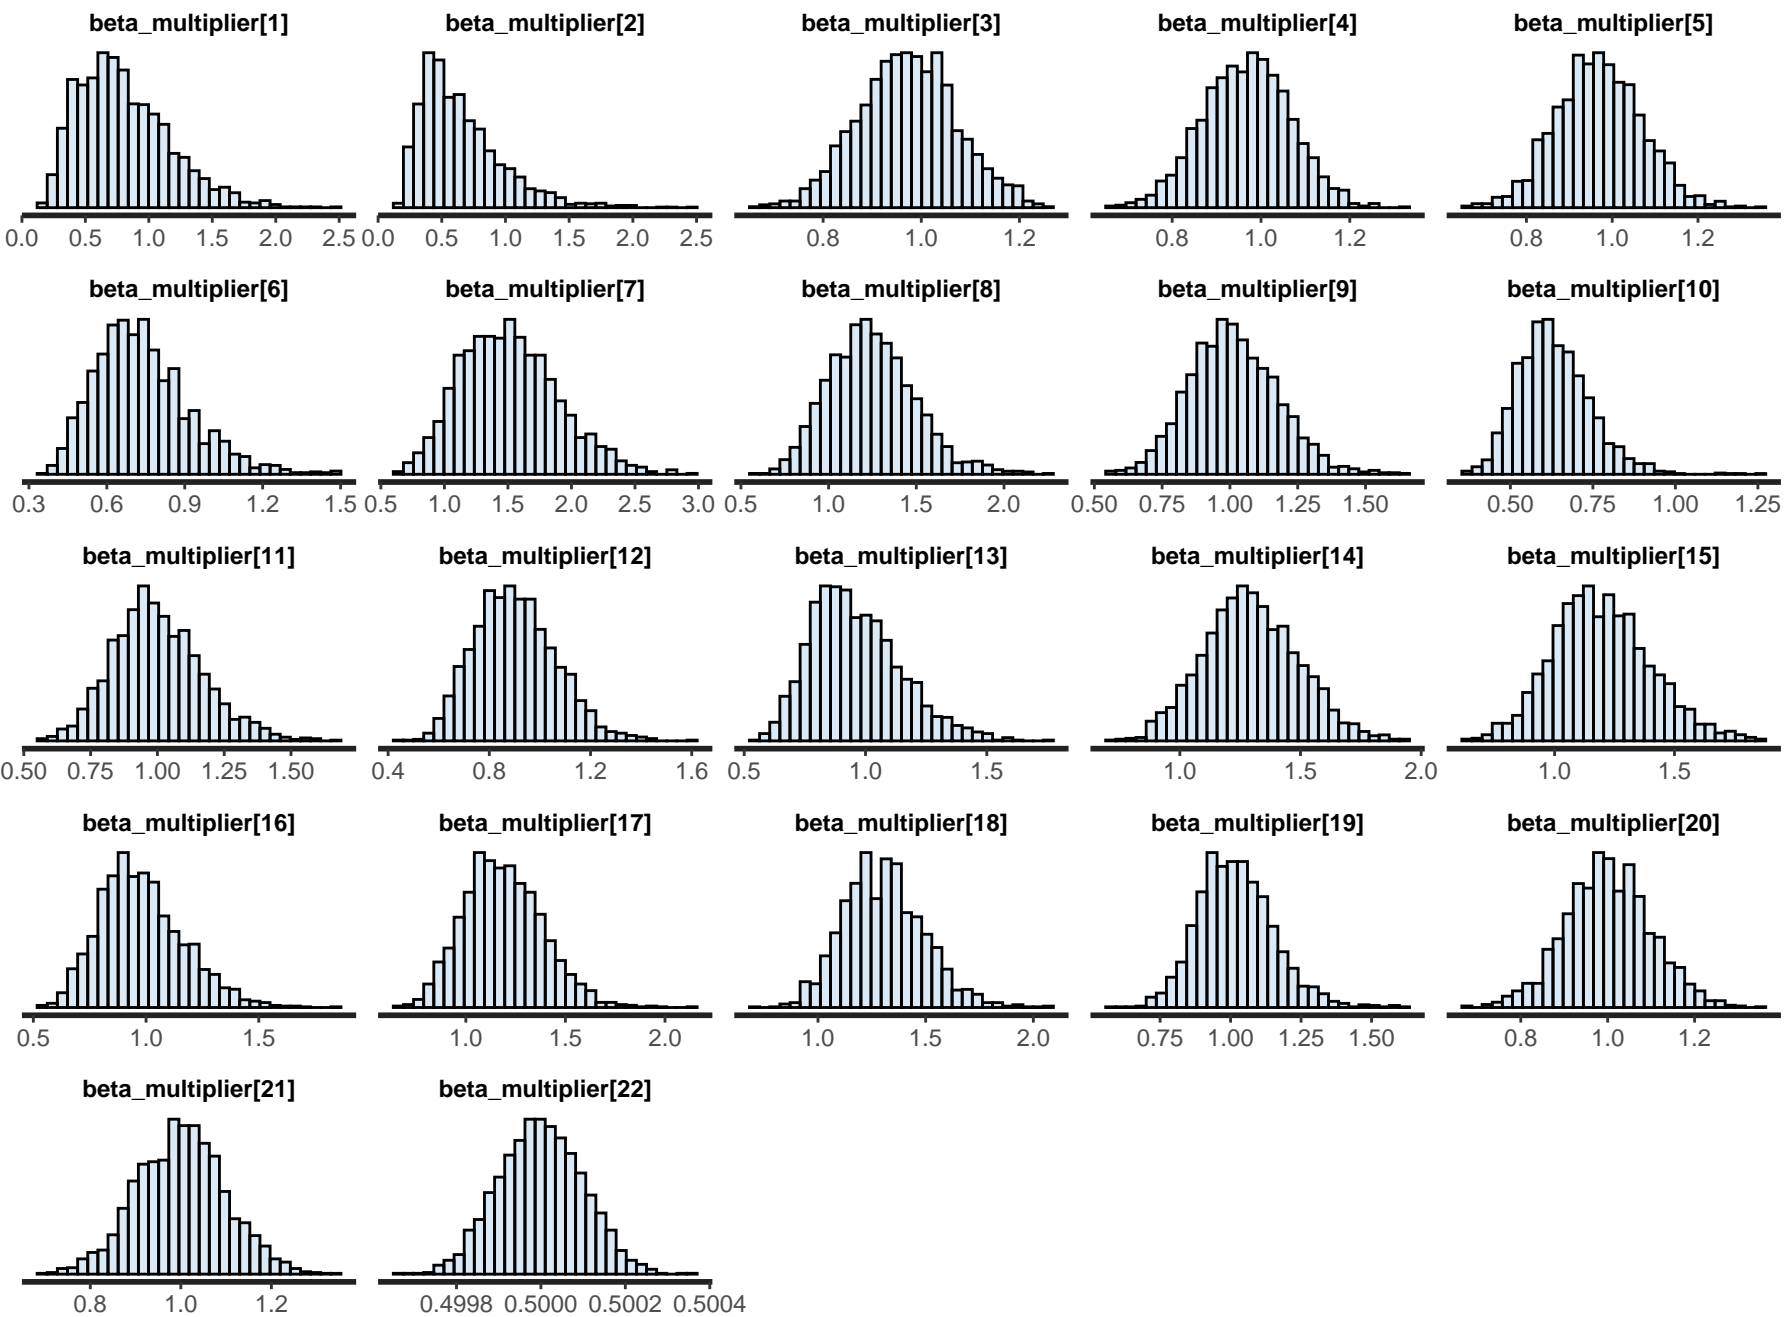 beta_multiplier[1] beta_multiplier[2] beta_multiplier[3] beta_multiplier[4] beta_multiplier[5]
0.0 0.5 1.0 1.5 2.0 2.5 0.0 0.5 1.0 1.5 2.0 2.5 0.8 1.0 1.2 0.8 1.0 1.2 0.8 1.0 1.2
beta_multiplier[6] beta_multiplier[7] beta_multiplier[8] beta_multiplier[9] beta_multiplier[10]
0.3 0.6 0.9 1.2 1.5 0.5 1.0 1.5 2.0 2.5 3.0 0.5 1.0 1.5 2.0 0.50 0.75 1.00 1.25 1.50 0.50 0.75 1.00 1.25
beta_multiplier[11] beta_multiplier[12] beta_multiplier[13] beta_multiplier[14] beta_multiplier[15]
0.50 0.75 1.00 1.25 1.50 0.4 0.8 1.2 1.6 0.5 1.0 1.5 1.0 1.5 2.0 1.0 1.5
beta_multiplier[16] beta_multiplier[17] beta_multiplier[18] beta_multiplier[19] beta_multiplier[20]
0.5 1.0 1.5 1.0 1.5 2.0 1.0 1.5 2.0 0.75 1.00 1.25 1.50 0.8 1.0 1.2
beta_multiplier[21] beta_multiplier[22]
0.8 1.0 1.2 0.4998 0.5000 0.5002 0.5004